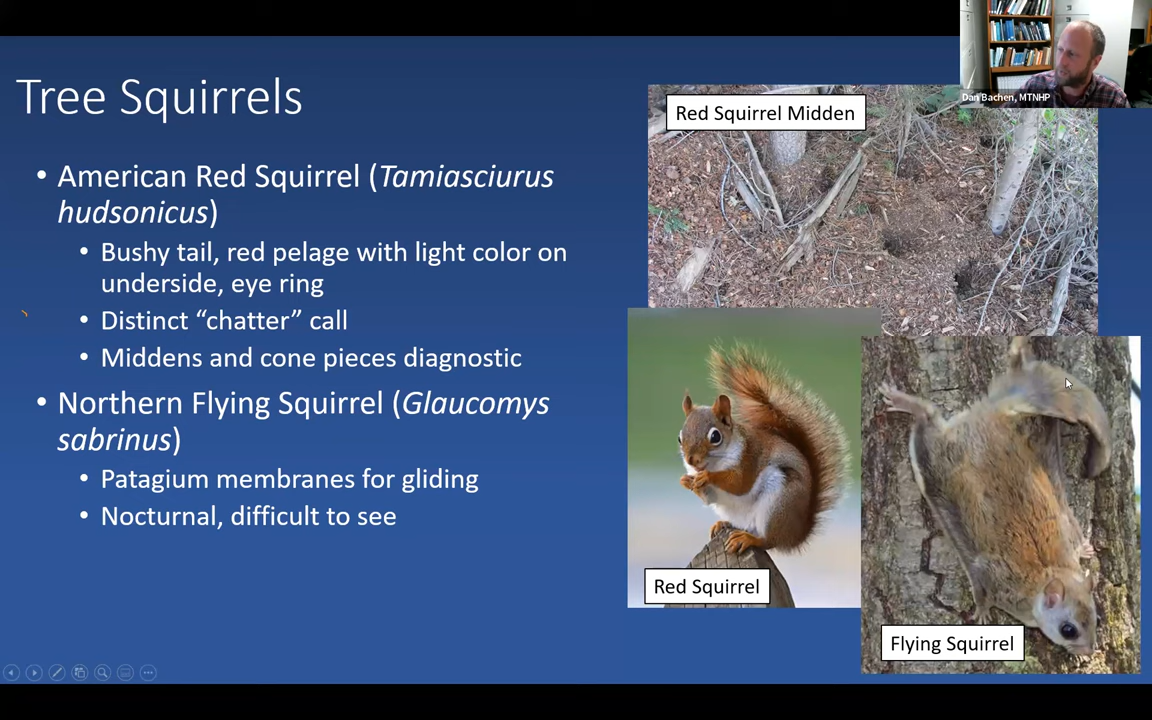 Dan Bachen, MTNHP
Tree Squirrels
Red Squirrel Midden
• American Red Squirrel (Tamiasciurus
hudsonicus)
• Bushy tail, red pelage with light color on
underside, eye ring
• Distinct “chatter” call
• Middens and cone pieces diagnostic
• Northern Flying Squirrel (Glaucomys
sabrinus)
• Patagium membranes for gliding
• Nocturnal, difficult to see
Red Squirrel
Flying Squirrel